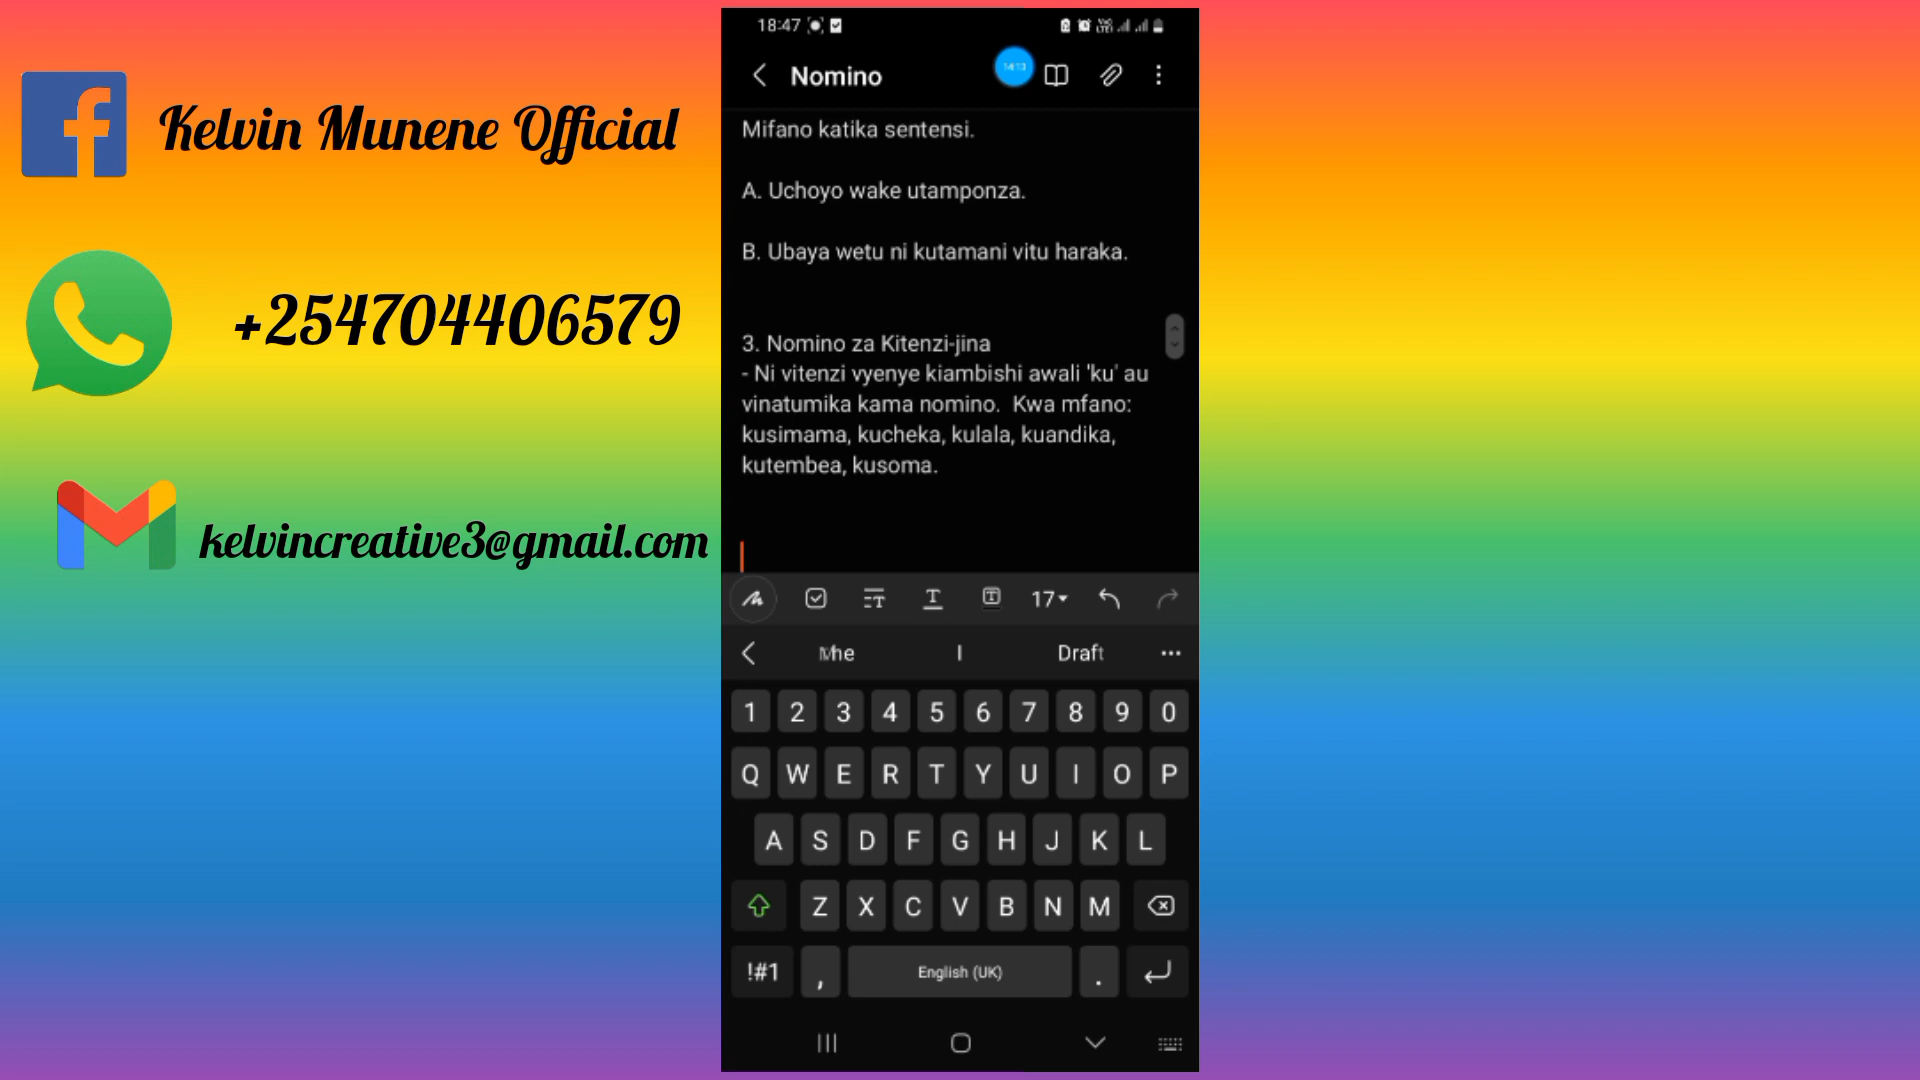 Kelvin Munene Official
+254704406579
kelvincreative3@gmail.com
18:47
Nomino
14:13
Mifano katika sentensi.
A. Uchoyo wake utamponza.
B. Ubaya wetu ni kutamani vitu haraka.
3. Nomino za Kitenzi-jina
- Ni vitenzi vyenye kiambishi awali 'ku' au
vinatumika kama nomino. Kwa mfano:
kusimama, kucheka, kulala, kuandika,
kutembea, kusoma.
17
I Draft
1 2 3 4 5 6 7 8 9 0
Q W E R T Y U I O P
A S D F G H J K L
Z X C V B N M
!#1 , English (UK) .